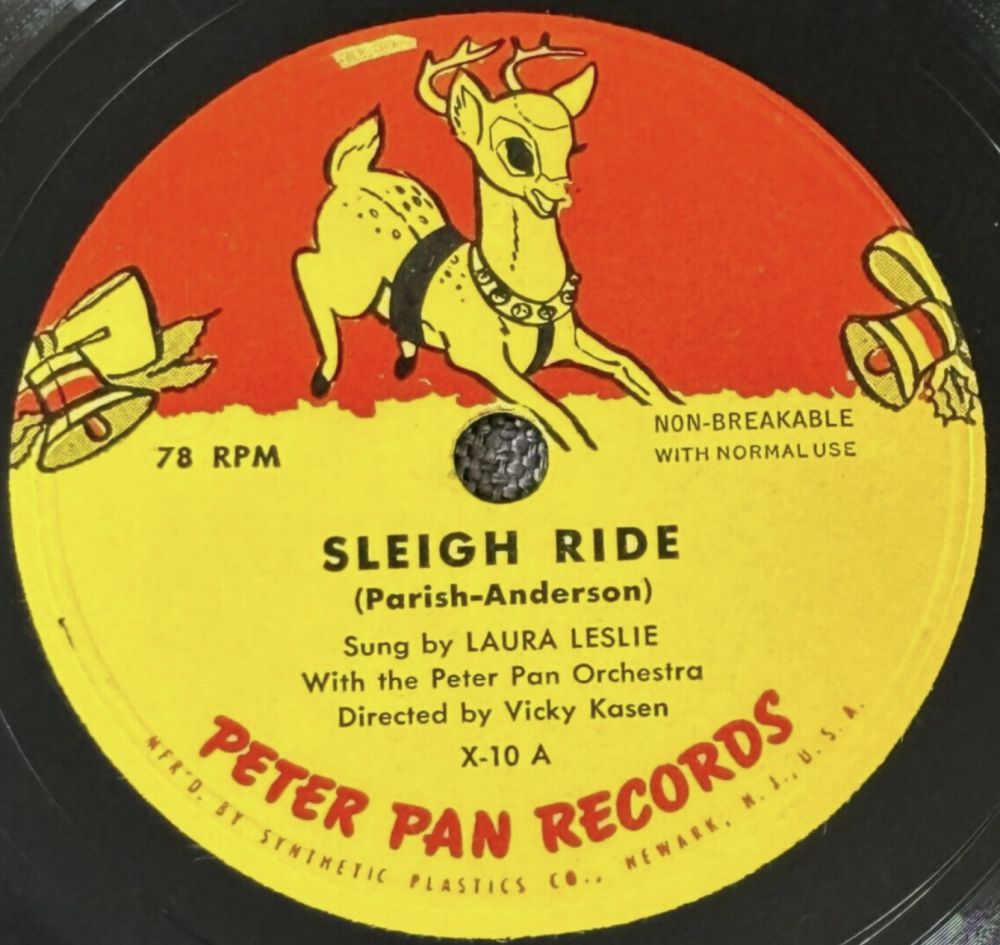 78 RPM
NON-BREAKABLE
WITH NORMAL USE
SLEIGH RIDE
(Parish-Anderson)
Sung by LAURA LESLIE
With the Peter Pan Orchestra
Directed by Vicky Kasen
X-10 A
PETER PAN RECORDS
MFR'D. BY SYNTHETIC PLASTICS CO., NEWARK, N. J., U. S. A.